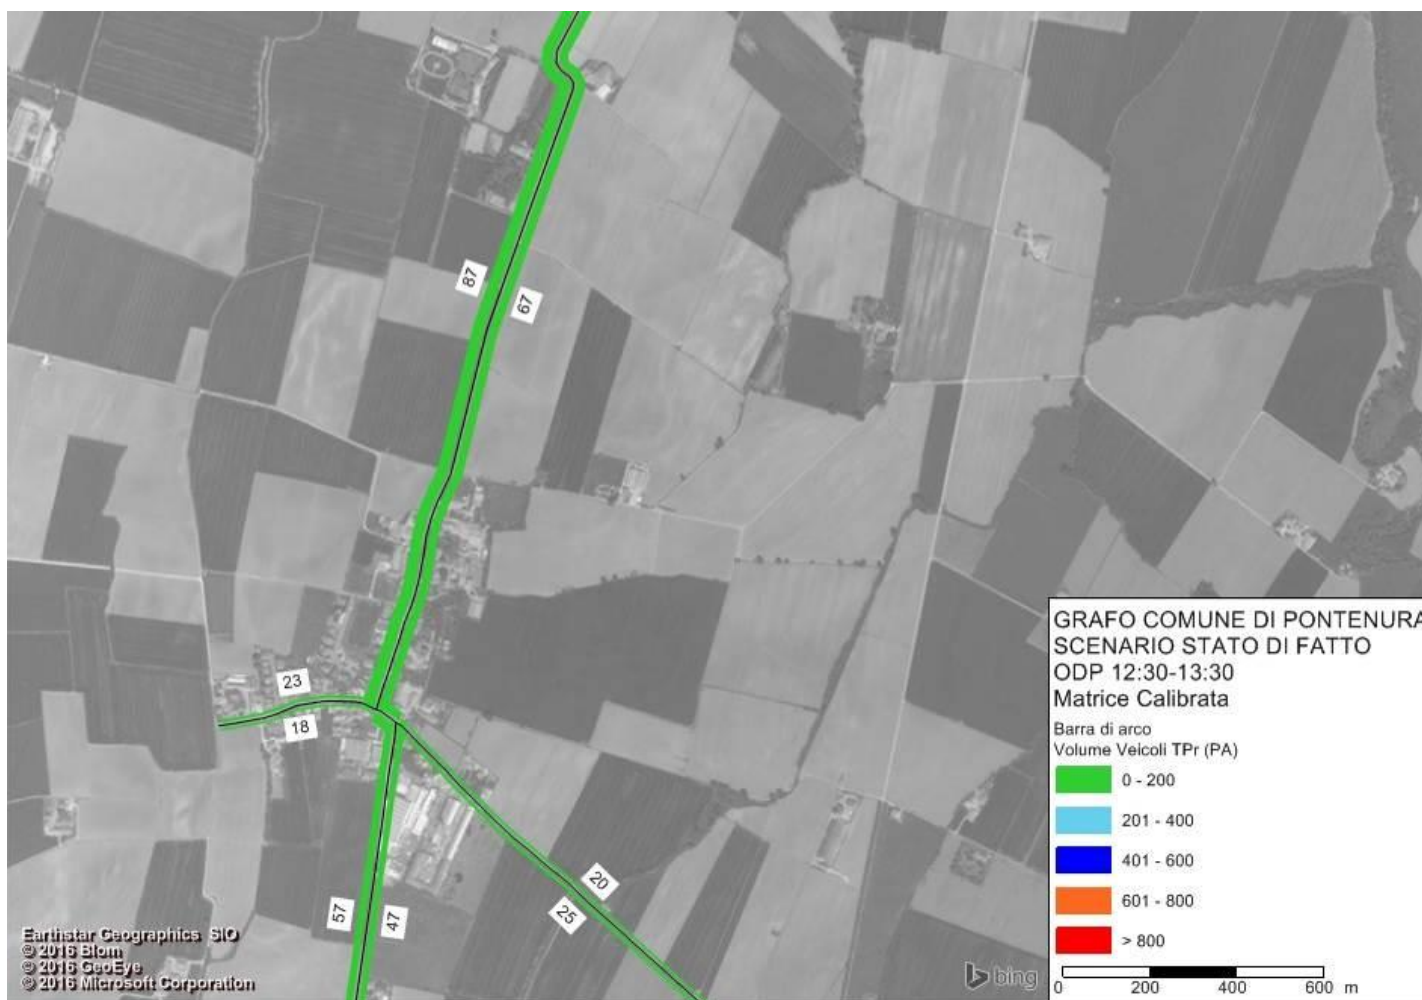 87
67
23
18
57
47
20
25
GRAFO COMUNE DI PONTENURA
SCENARIO STATO DI FATTO
ODP 12:30-13:30
Matrice Calibrata
Barra di arco
Volume Veicoli TPr (PA)
0 - 200
201 - 400
401 - 600
601 - 800
> 800
0 200 400 600 m
Earthstar Geographics SIO
© 2016 Blom
© 2016 GeoEye
© 2016 Microsoft Corporation
bing